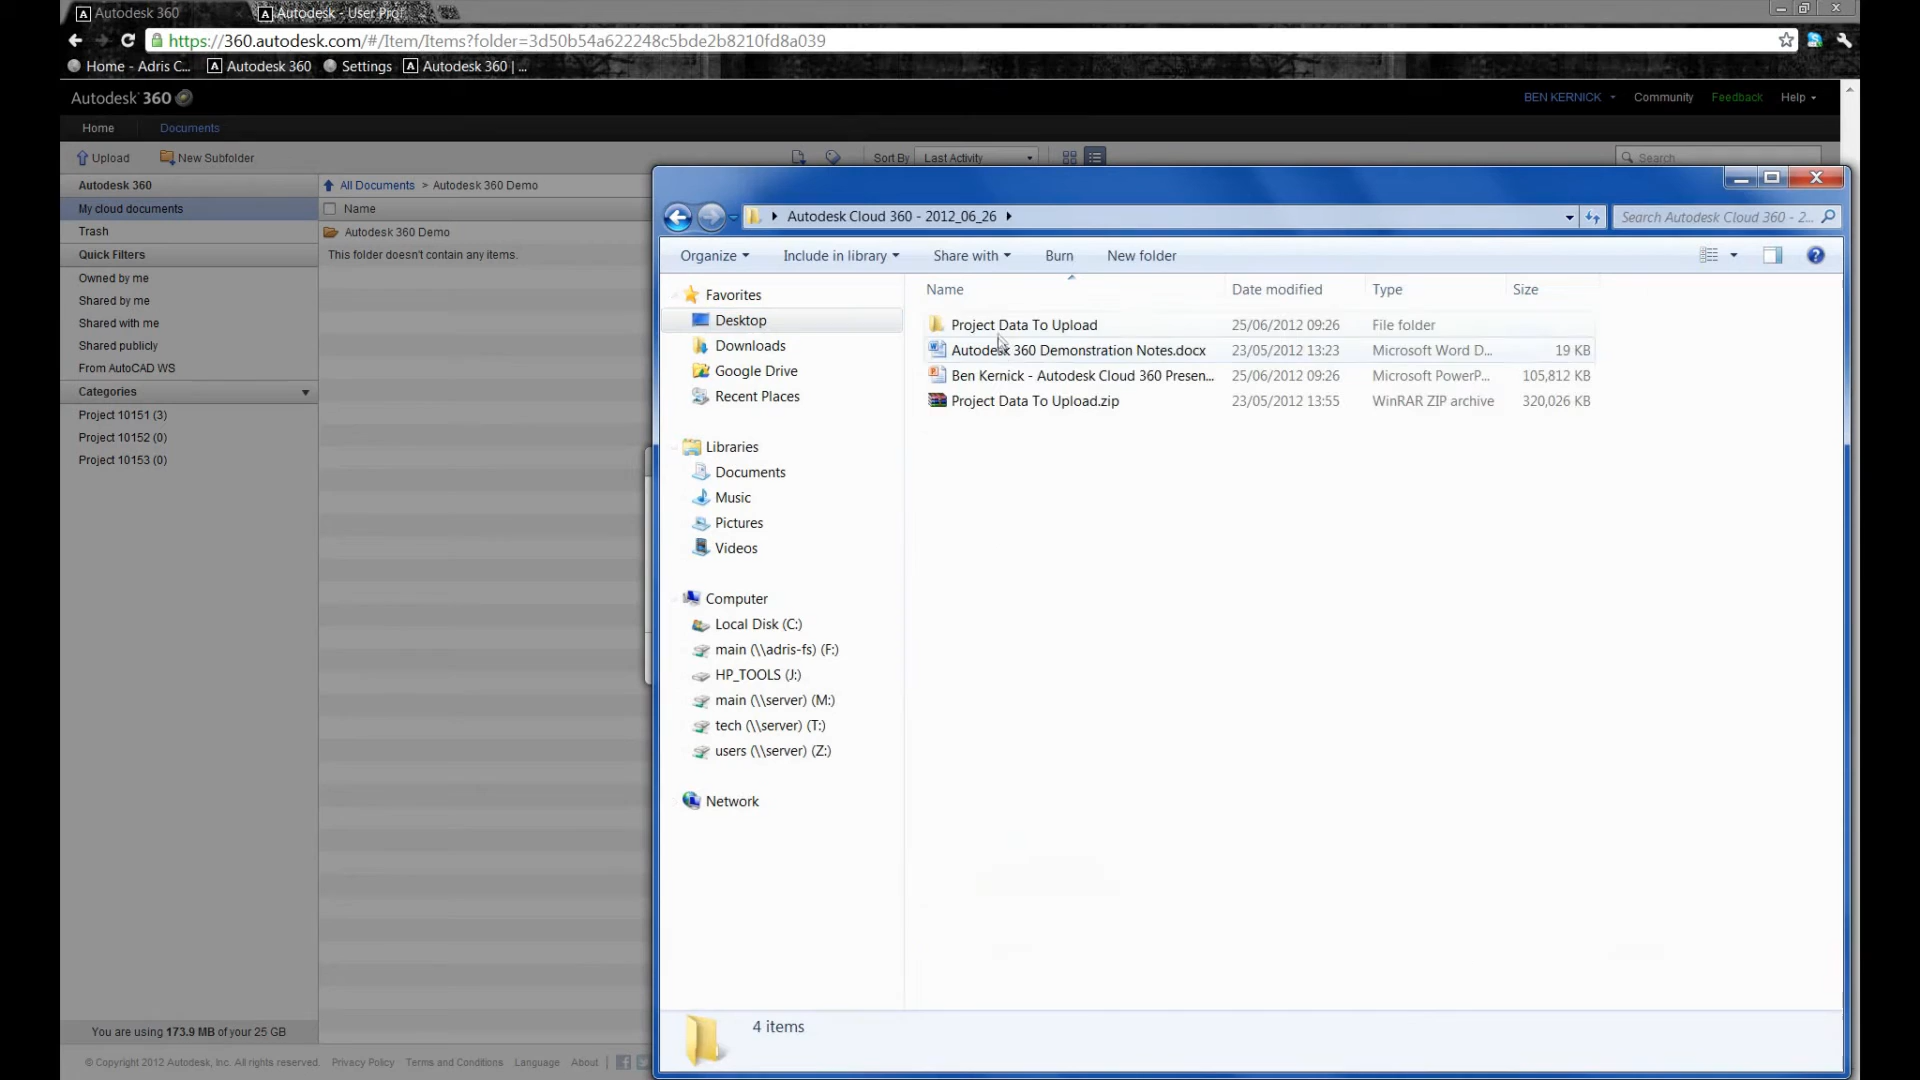 Autodesk 360
Autodesk - User Prof
https://360.autodesk.com/#/Item/Items?folder=3d50b54a622248c5bde2b8210fd8a039
Home - Adris C... Autodesk 360 Settings Autodesk 360 | ...
Autodesk 360 BEN KERNICK Community Feedback Help
Home Documents
Upload New Subfolder Sort By Last Activity Search
Autodesk 360
My cloud documents
Trash
Quick Filters
Owned by me
Shared by me
Shared with me
Shared publicly
From AutoCAD WS
Categories
Project 10151 (3)
Project 10152 (0)
Project 10153 (0)
All Documents > Autodesk 360 Demo
Name
Autodesk 360 Demo
This folder doesn't contain any items.
Autodesk Cloud 360 - 2012_06_26 Search Autodesk Cloud 360 - 2...
Organize Include in library Share with Burn New folder
Favorites
Desktop
Downloads
Google Drive
Recent Places
Libraries
Documents
Music
Pictures
Videos
Computer
Local Disk (C:)
main (\\adris-fs) (F:)
HP_TOOLS (J:)
main (\\server) (M:)
tech (\\server) (T:)
users (\\server) (Z:)
Network
Name Date modified Type Size
Project Data To Upload 25/06/2012 09:26 File folder
Autodesk 360 Demonstration Notes.docx 23/05/2012 13:23 Microsoft Word D... 19 KB
Ben Kernick - Autodesk Cloud 360 Presen... 25/06/2012 09:26 Microsoft PowerP... 105,812 KB
Project Data To Upload.zip 23/05/2012 13:55 WinRAR ZIP archive 320,026 KB
4 items
You are using 173.9 MB of your 25 GB
© Copyright 2012 Autodesk, Inc. All rights reserved. Privacy Policy Terms and Conditions Language About